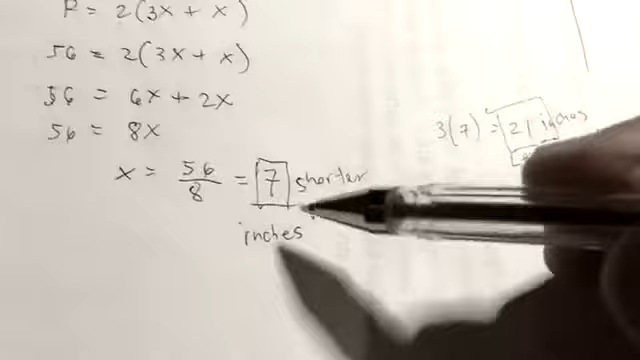 P = 2(3x + x)
56 = 2(3x + x)
56 = 6x + 2x
56 = 8x
x = 56/8 = 7 shorter
inches
3(7) = 21 inches